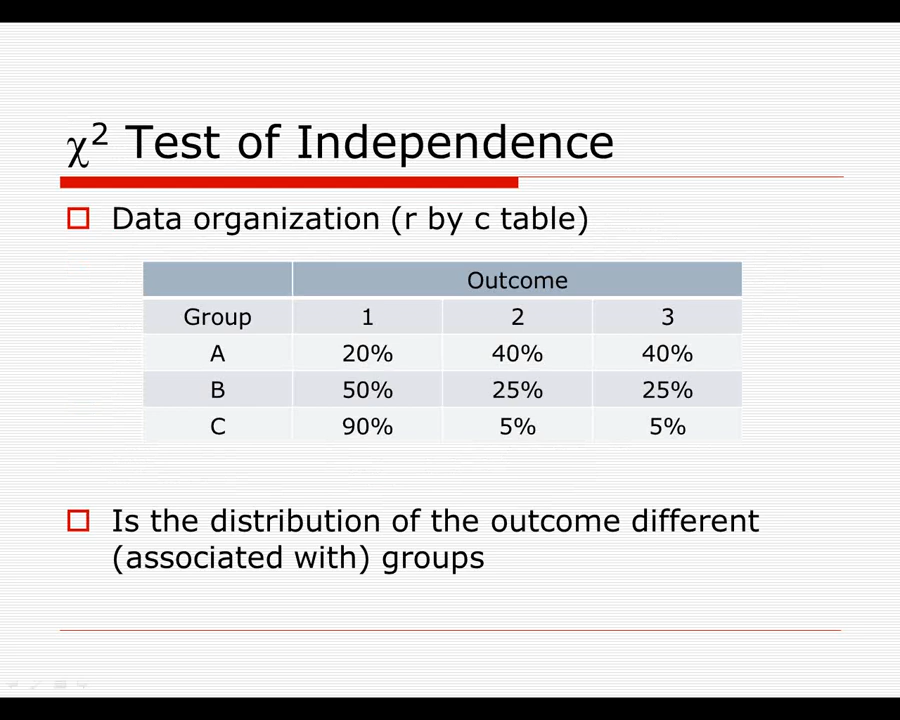 χ² Test of Independence
Data organization (r by c table)
Outcome
Group 1 2 3
A 20% 40% 40%
B 50% 25% 25%
C 90% 5% 5%
Is the distribution of the outcome different
(associated with) groups